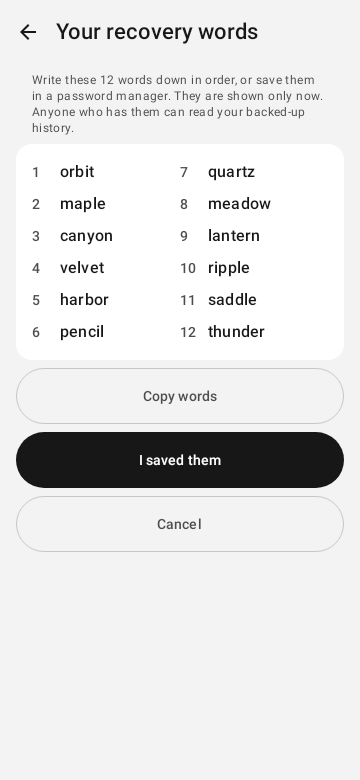 Your recovery words
Write these 12 words down in order, or save them
in a password manager. They are shown only now.
Anyone who has them can read your backed-up
history.
1 orbit
2 maple
3 canyon
4 velvet
5 harbor
6 pencil
7 quartz
8 meadow
9 lantern
10 ripple
11 saddle
12 thunder
Copy words
I saved them
Cancel